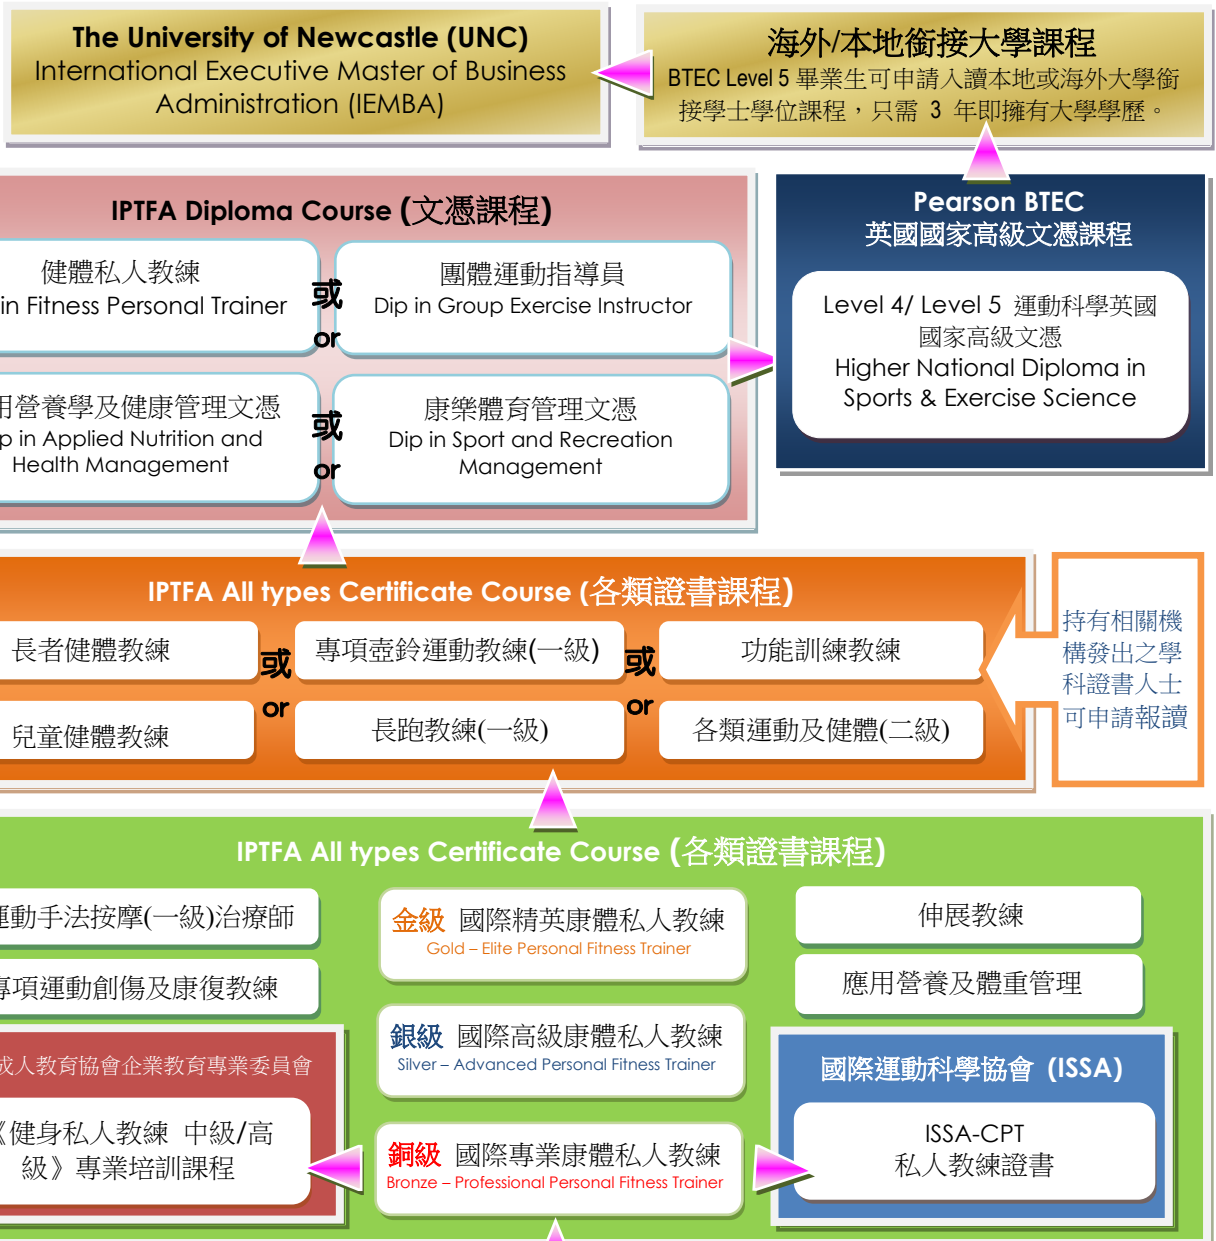 The University of Newcastle (UNC)
International Executive Master of Business
Administration (IEMBA)
海外/本地銜接大學課程
BTEC Level 5 畢業生可申請入讀本地或海外大學銜
接學士學位課程，只需 3 年即擁有大學學歷。
IPTFA Diploma Course (文憑課程)
健體私人教練
in Fitness Personal Trainer
或
or
團體運動指導員
Dip in Group Exercise Instructor
用營養學及健康管理文憑
p in Applied Nutrition and
Health Management
或
or
康樂體育管理文憑
Dip in Sport and Recreation
Management
Pearson BTEC
英國國家高級文憑課程
Level 4/ Level 5 運動科學英國
國家高級文憑
Higher National Diploma in
Sports & Exercise Science
IPTFA All types Certificate Course (各類證書課程)
長者健體教練
或
專項壺鈴運動教練(一級)
或
功能訓練教練
兒童健體教練
or
長跑教練(一級)
or
各類運動及健體(二級)
持有相關機
構發出之學
科證書人士
可申請報讀
IPTFA All types Certificate Course (各類證書課程)
運動手法按摩(一級)治療師
專項運動創傷及康復教練
金級 國際精英康體私人教練
Gold – Elite Personal Fitness Trainer
伸展教練
應用營養及體重管理
銀級 國際高級康體私人教練
Silver – Advanced Personal Fitness Trainer
成人教育協會企業教育專業委員會
《健身私人教練 中級/高
級》專業培訓課程
銅級 國際專業康體私人教練
Bronze – Professional Personal Fitness Trainer
國際運動科學協會 (ISSA)
ISSA-CPT
私人教練證書